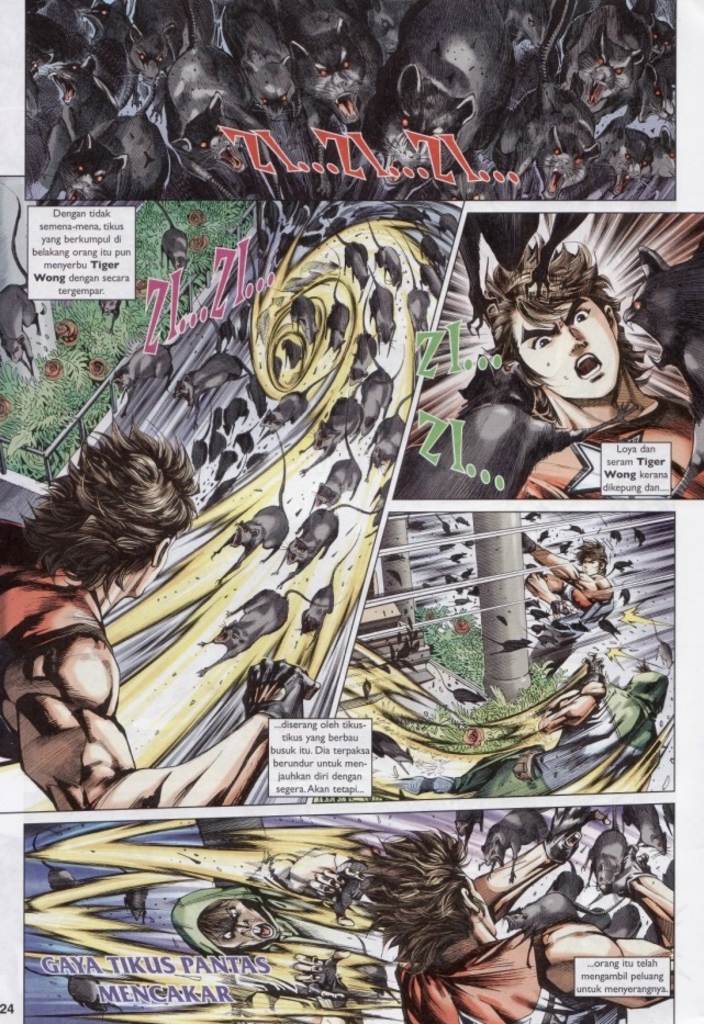 ZI...ZI...ZI...
Dengan tidak
semena-mena, tikus
yang berkumpul di
belakang orang itu pun
menyerbu Tiger
Wong dengan secara
tergempar.
ZI...ZI...
ZI...
ZI...
Loya dan
seram Tiger
Wong kerana
dikepung dan....
...diserang oleh tikus-
tikus yang berbau
busuk itu. Dia terpaksa
berundur untuk men-
jauhkan diri dengan
segera. Akan tetapi...
GAYA TIKUS PANTAS
MENCAKAR
...orang itu telah
mengambil peluang
untuk menyerangnya.
24